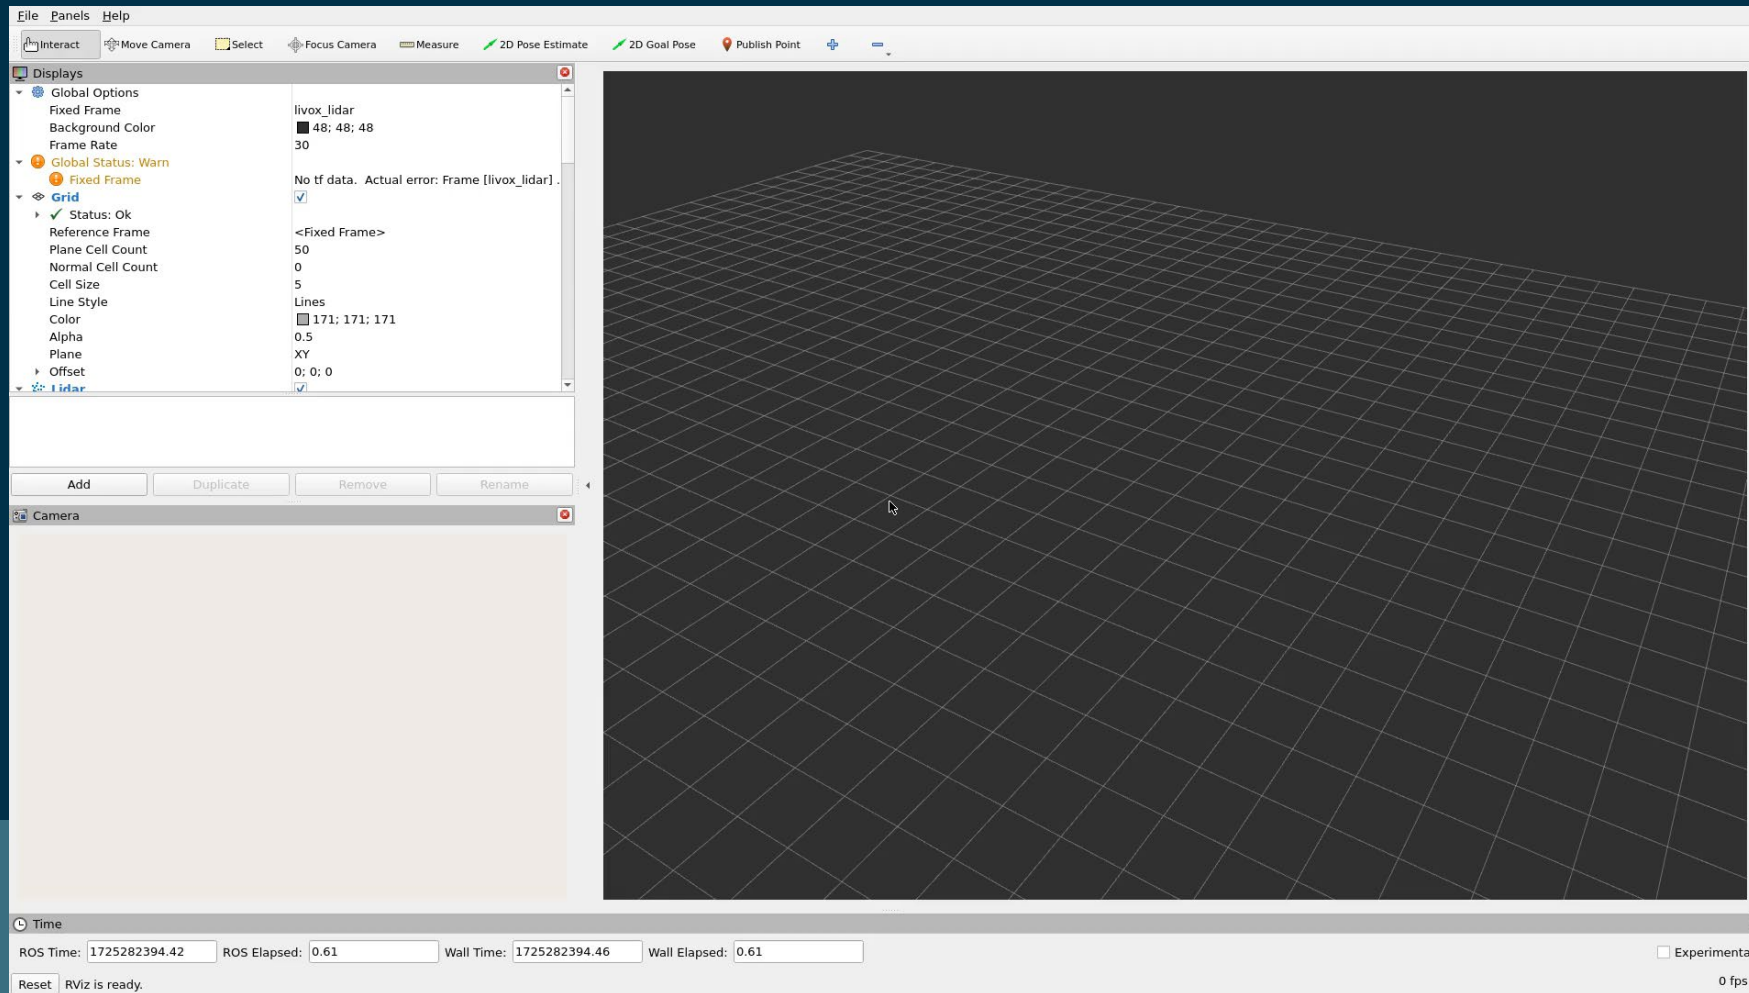 File Panels Help
Interact Move Camera Select Focus Camera Measure 2D Pose Estimate 2D Goal Pose Publish Point
Displays
Global Options
Fixed Frame livox_lidar
Background Color 48; 48; 48
Frame Rate 30
Global Status: Warn
Fixed Frame No tf data.  Actual error: Frame [livox_lidar] .
Grid
Status: Ok
Reference Frame <Fixed Frame>
Plane Cell Count 50
Normal Cell Count 0
Cell Size 5
Line Style Lines
Color 171; 171; 171
Alpha 0.5
Plane XY
Offset 0; 0; 0
Lidar
Add Duplicate Remove Rename
Camera
Time
ROS Time: 1725282394.42 ROS Elapsed: 0.61 Wall Time: 1725282394.46 Wall Elapsed: 0.61 Experimenta
Reset RViz is ready. 0 fps